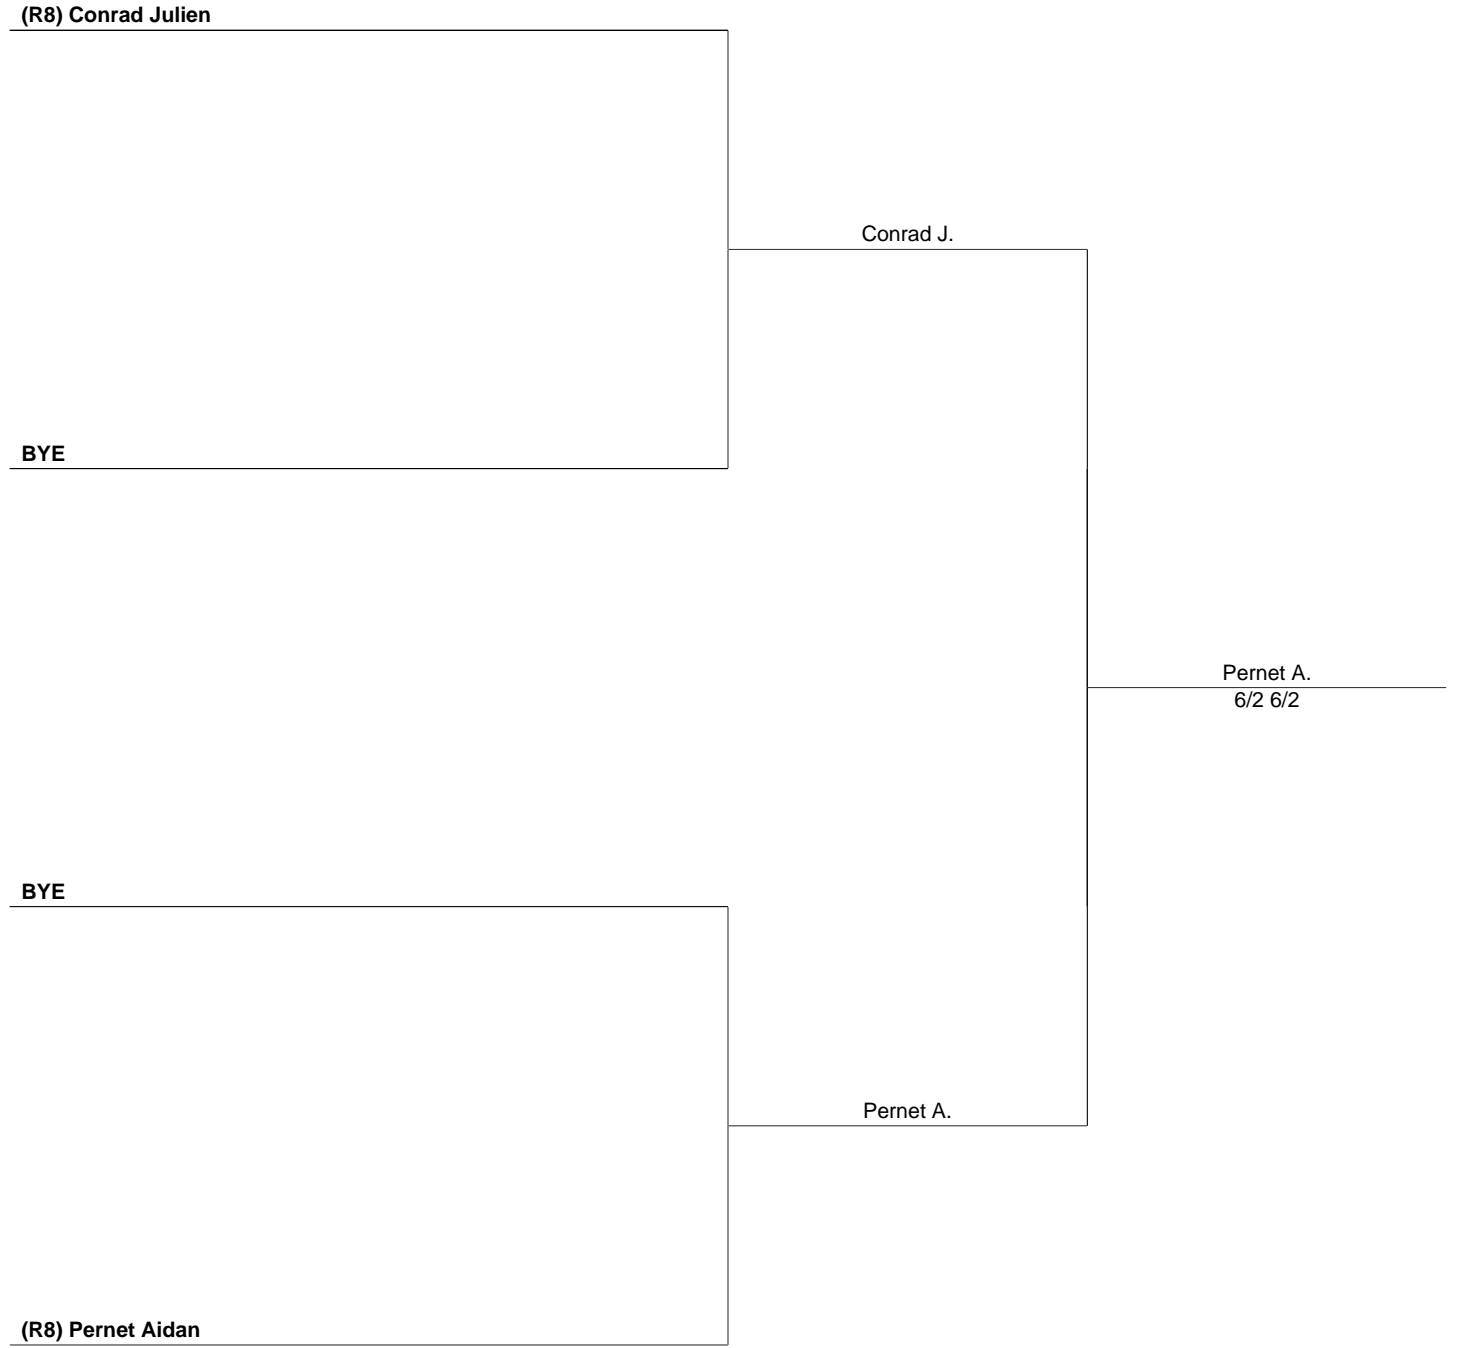 (R8) Conrad Julien
Conrad J.
BYE
Pernet A.
6/2 6/2
BYE
Pernet A.
(R8) Pernet Aidan